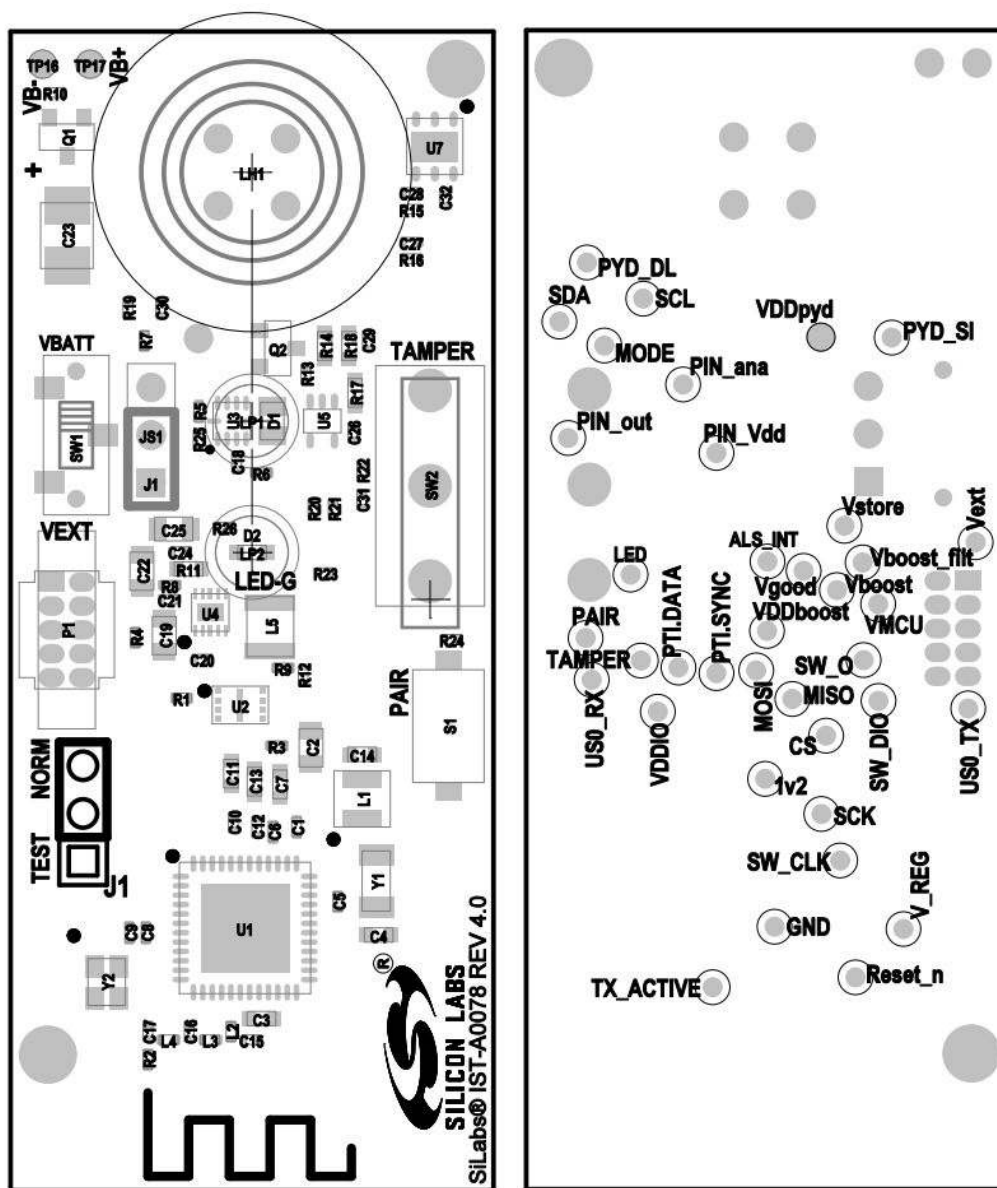 TP16
TP17
VB-
VB+
R10
Q1
+
LH1
U7
C28
R15
C32
C23
C27
R16
R19
C30
VBATT
R7
Q2
R14
R18
C29
TAMPER
R13
R17
R5
U3
LP1
D1
U5
SW1
JS1
R25
C26
C18
R6
R22
J1
SW2
VEXT
C25
R26
R20
R21
C31
D2
LP2
C24
C22
R11
LED-G
R23
R8
C21
P1
U4
L5
R4
C19
C20
R24
R9
R12
PAIR
R1
U2
S1
NORM
R3
C2
C14
C11
C13
C7
L1
C10
C12
C6
C1
TEST
J1
Y1
C5
U1
C9
C8
C4
Y2
®
C17
C16
L2
C3
L4
L3
C15
R2
SILICON LABS
SiLabs® IST-A0078 REV 4.0
PYD_DL
SDA
SCL
VDDpyd
PYD_SI
MODE
PIN_ana
PIN_out
PIN_Vdd
Vstore
Vext
LED
ALS_INT
Vboost_filt
Vgood
Vboost
PAIR
PTI.DATA
PTI.SYNC
VDDboost
VMCU
TAMPER
SW_O
US0_RX
VDDIO
MOSI
MISO
SW_DIO
US0_TX
CS
1v2
SCK
SW_CLK
V_REG
GND
TX_ACTIVE
Reset_n